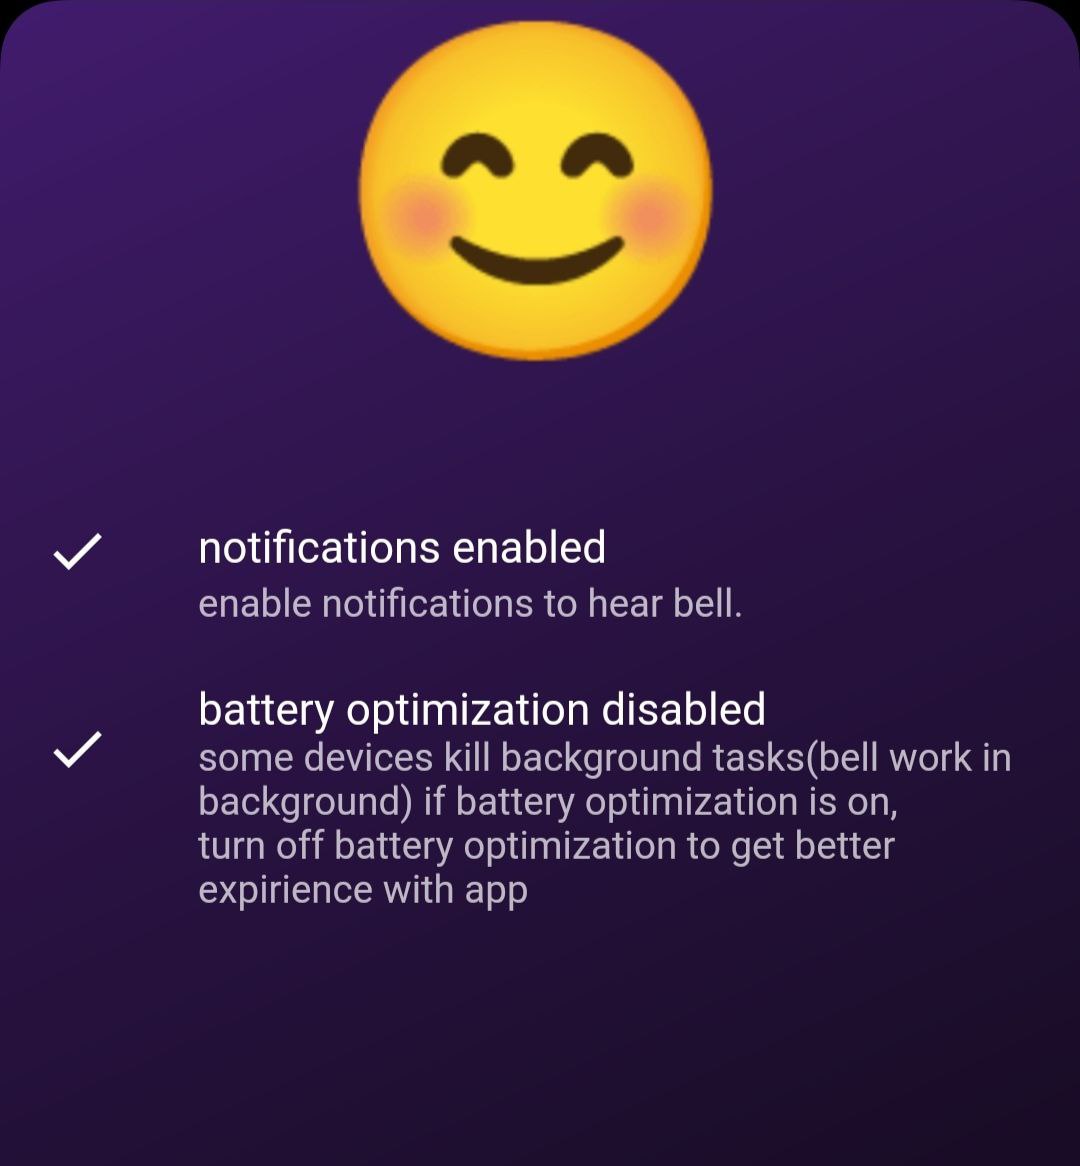 notifications enabled
enable notifications to hear bell.
battery optimization disabled
some devices kill background tasks(bell work in
background) if battery optimization is on,
turn off battery optimization to get better
expirience with app